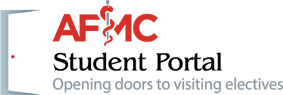 AFMC
Student Portal
Opening doors to visiting electives